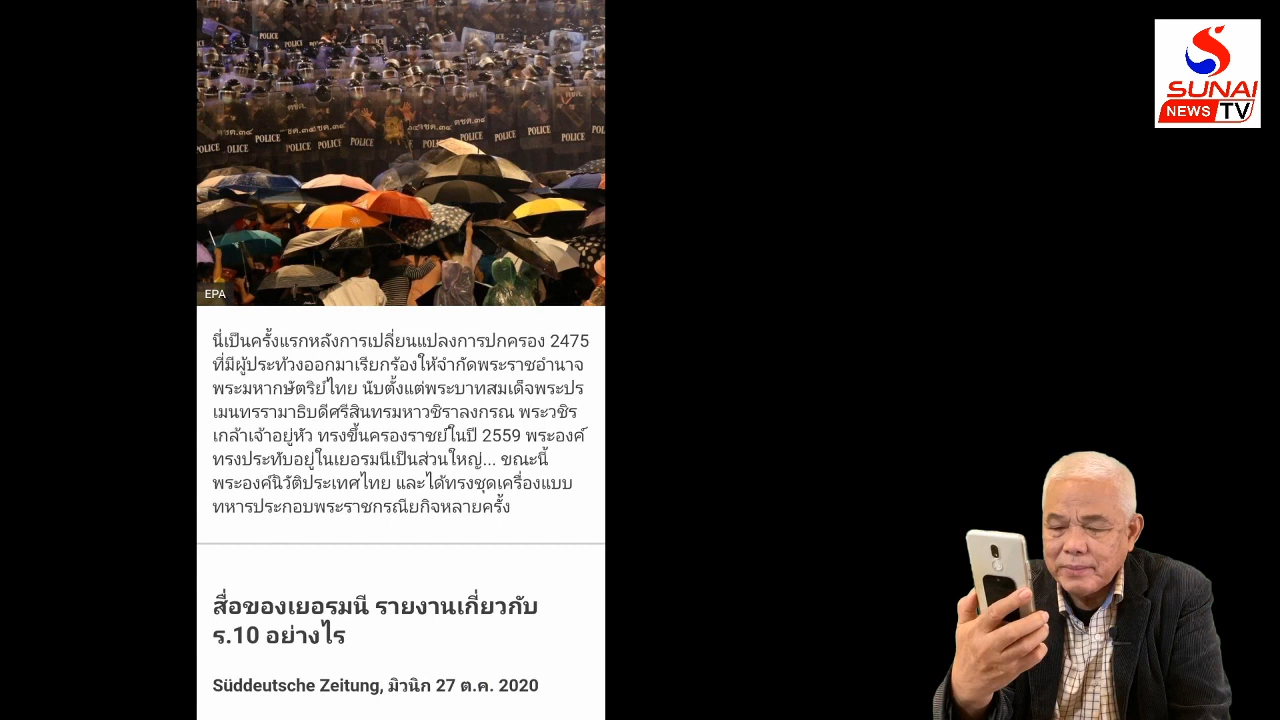 POLICE
POLICE
POLICE
POLICE
POLICE
POLICE
POLICE
POLICE
POLICE
POLICE
EPA
นี่เป็นครั้งแรกหลังการเปลี่ยนแปลงการปกครอง 2475
ที่มีผู้ประท้วงออกมาเรียกร้องให้จำกัดพระราชอำนาจ
พระมหากษัตริย์ไทย นับตั้งแต่พระบาทสมเด็จพระปร
เมนทรรามาธิบดีศรีสินทรมหาวชิราลงกรณ พระวชิร
เกล้าเจ้าอยู่หัว ทรงขึ้นครองราชย์ในปี 2559 พระองค์
ทรงประทับอยู่ในเยอรมนีเป็นส่วนใหญ่... ขณะนี้
พระองค์นิวัติประเทศไทย และได้ทรงชุดเครื่องแบบ
ทหารประกอบพระราชกรณียกิจหลายครั้ง
สื่อของเยอรมนี รายงานเกี่ยวกับ
ร.10 อย่างไร
Süddeutsche Zeitung, มิวนิก 27 ต.ค. 2020
SUNAI
NEWS TV